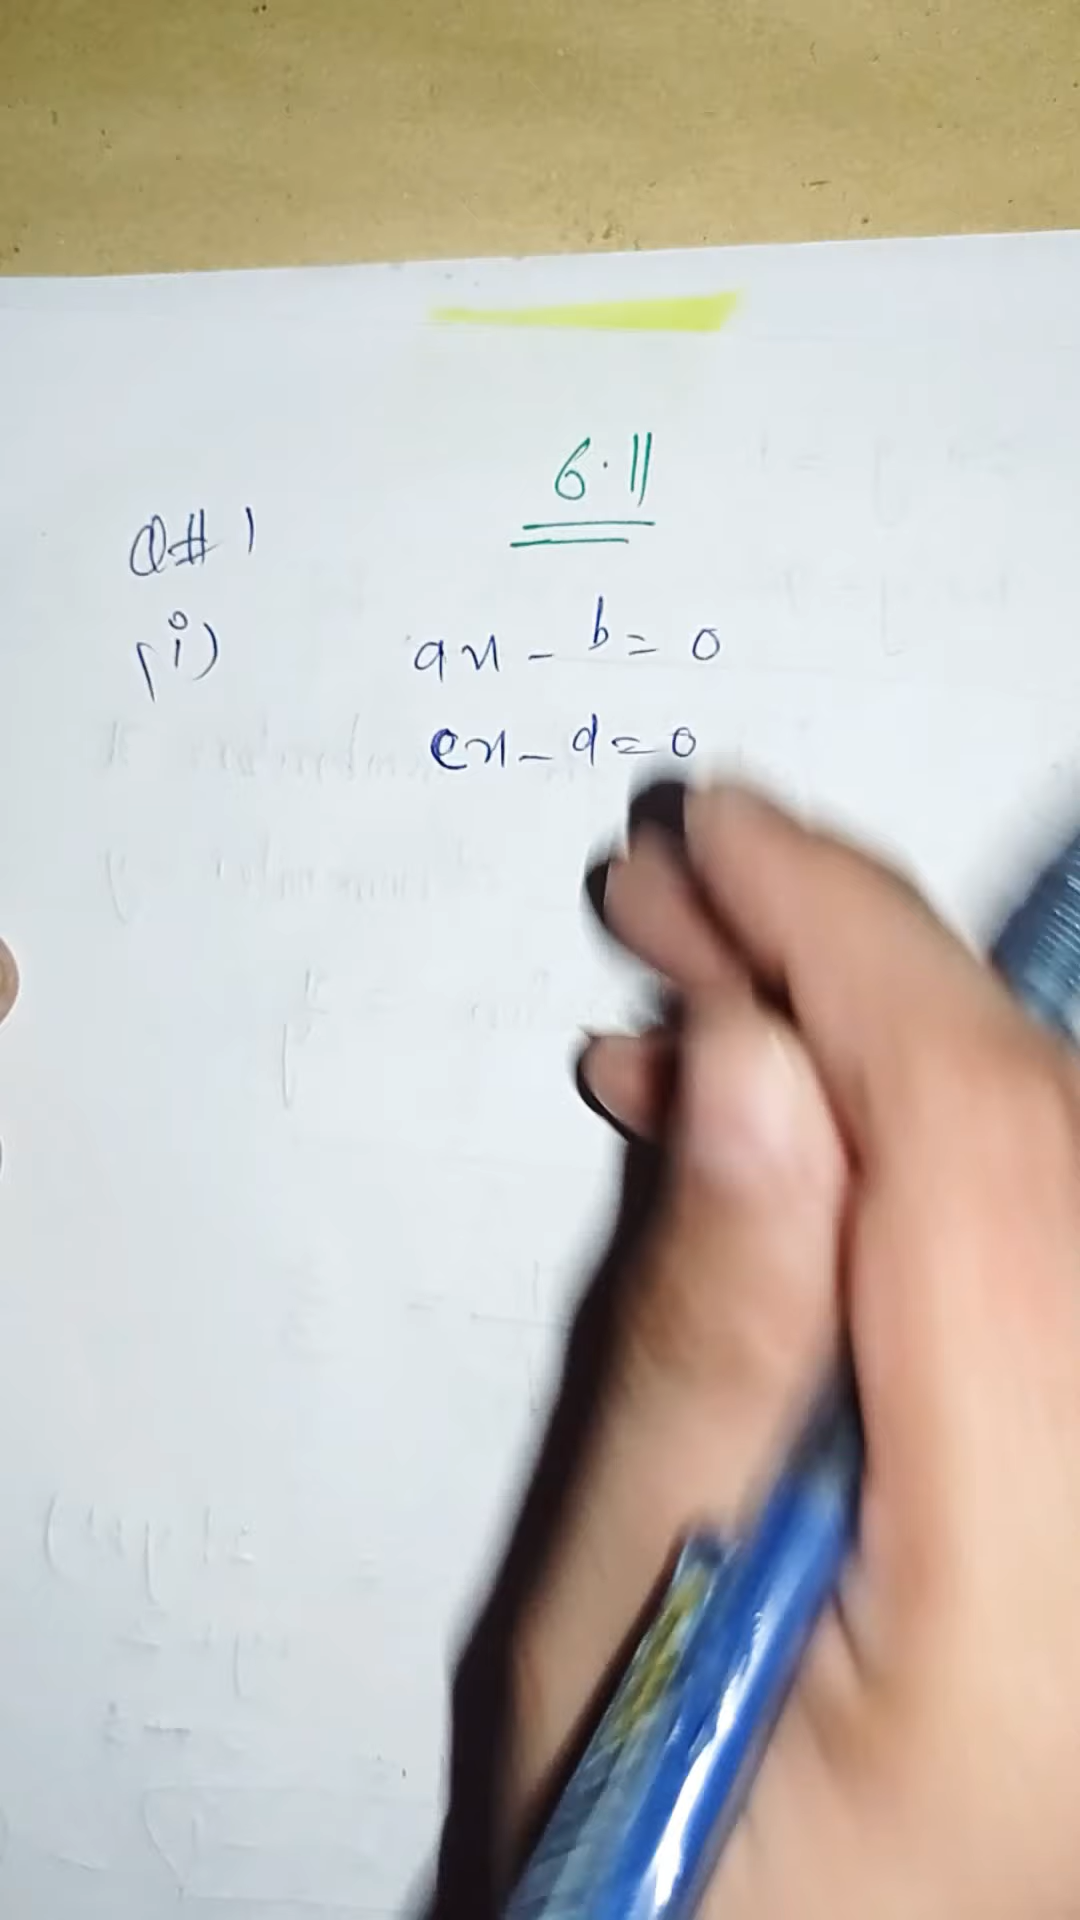 6.11
Q# 1
(i) ax - b = 0
cx - d = 0